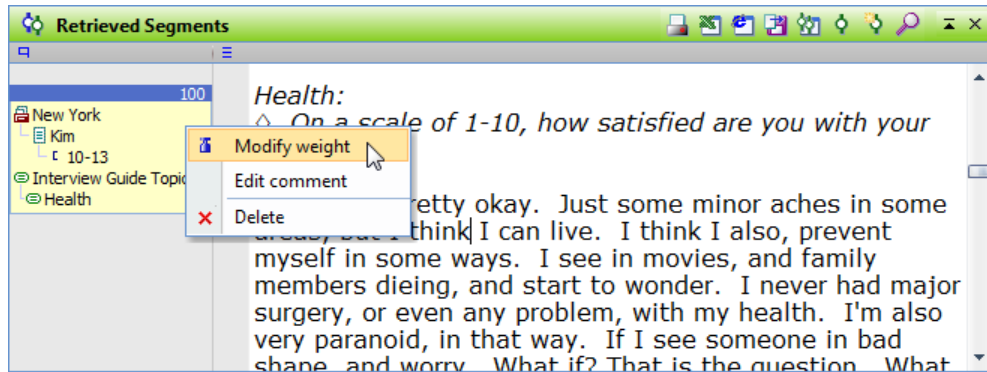 Retrieved Segments
100
New York
Kim
10-13
Interview Guide Topi
Health
Modify weight
Edit comment
Delete
Health:
◊ On a scale of 1-10, how satisfied are you with your
retty okay. Just some minor aches in some
areas, but I think I can live. I think I also, prevent
myself in some ways. I see in movies, and family
members dieing, and start to wonder. I never had major
surgery, or even any problem, with my health. I'm also
very paranoid, in that way. If I see someone in bad
shape, and worry. What if? That is the question. What